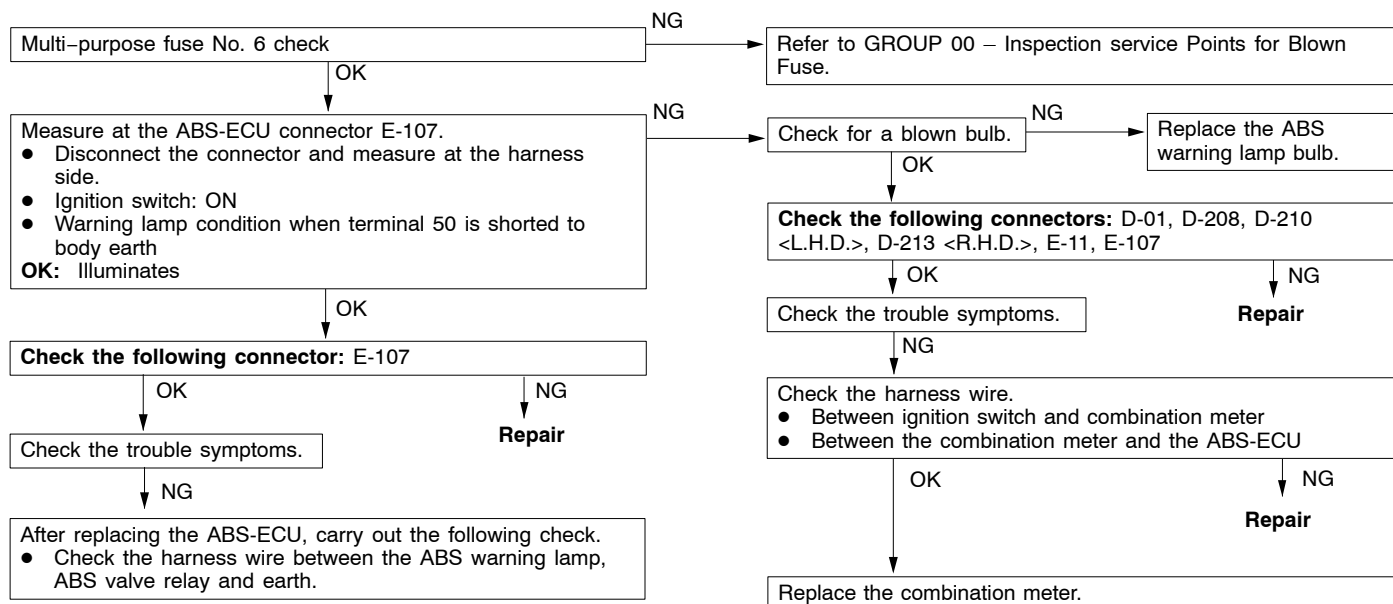 Multi-purpose fuse No. 6 check
NG
Refer to GROUP 00 – Inspection service Points for Blown
Fuse.
OK
Measure at the ABS-ECU connector E-107.
● Disconnect the connector and measure at the harness
side.
● Ignition switch: ON
● Warning lamp condition when terminal 50 is shorted to
body earth
OK: Illuminates
NG
Check for a blown bulb.
NG
Replace the ABS
warning lamp bulb.
OK
Check the following connectors: D-01, D-208, D-210
<L.H.D.>, D-213 <R.H.D.>, E-11, E-107
OK
NG
Repair
Check the trouble symptoms.
NG
Check the harness wire.
● Between ignition switch and combination meter
● Between the combination meter and the ABS-ECU
OK
NG
Repair
Replace the combination meter.
OK
Check the following connector: E-107
OK
NG
Repair
Check the trouble symptoms.
NG
After replacing the ABS-ECU, carry out the following check.
● Check the harness wire between the ABS warning lamp,
ABS valve relay and earth.